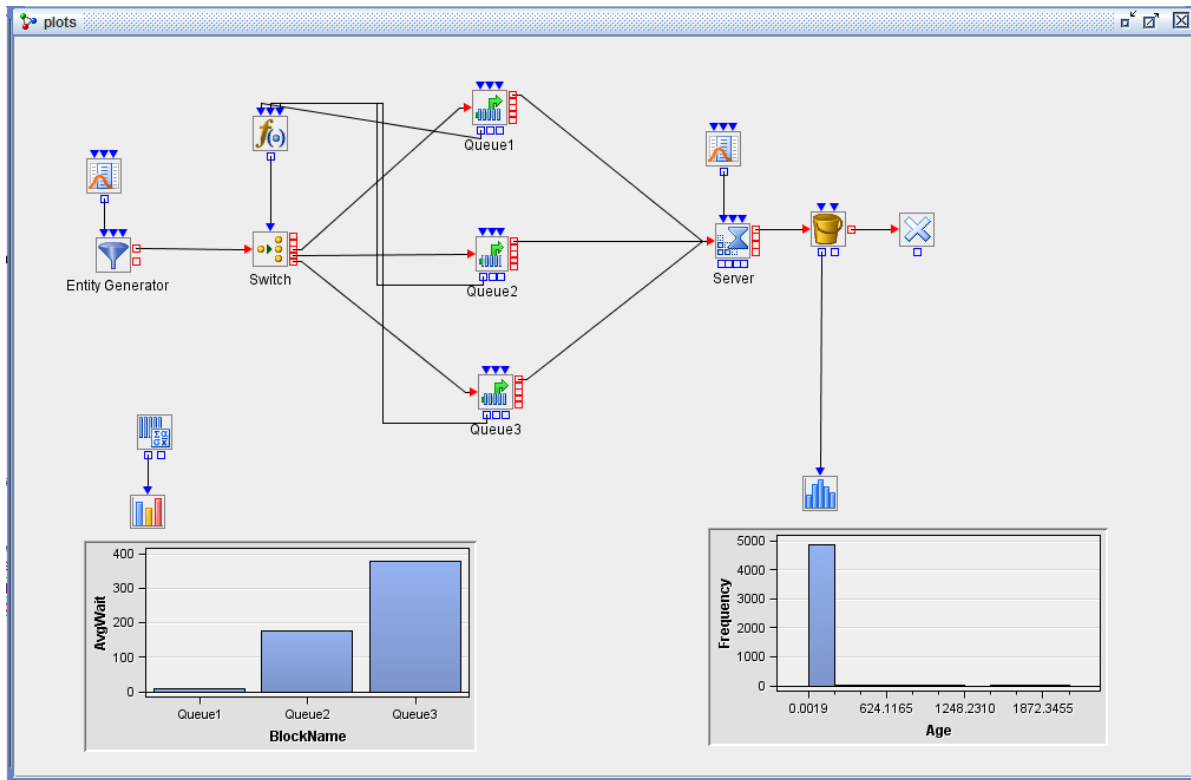 plots
f(•)
Queue1
Entity Generator
Switch
Queue2
Server
Queue3
400
300
200
100
0
AvgWait
Queue1 Queue2 Queue3
BlockName
5000
4000
3000
2000
1000
0
Frequency
0.0019 624.1165 1248.2310 1872.3455
Age